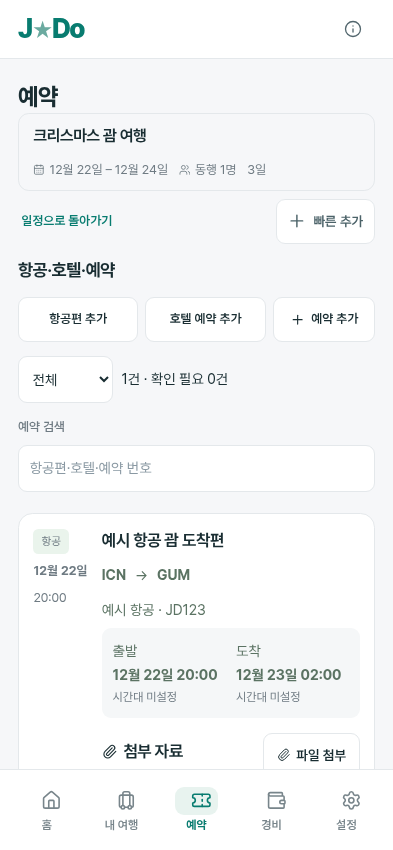 J★Do
예약
크리스마스 괌 여행
12월 22일 – 12월 24일 동행 1명 3일
일정으로 돌아가기
빠른 추가
항공·호텔·예약
항공편 추가
호텔 예약 추가
예약 추가
전체
1건 · 확인 필요 0건
예약 검색
항공편·호텔·예약 번호
항공
예시 항공 괌 도착편
12월 22일
ICN → GUM
20:00
예시 항공 · JD123
출발 도착
12월 22일 20:00 12월 23일 02:00
시간대 미설정 시간대 미설정
첨부 자료
파일 첨부
홈
내 여행
예약
경비
설정